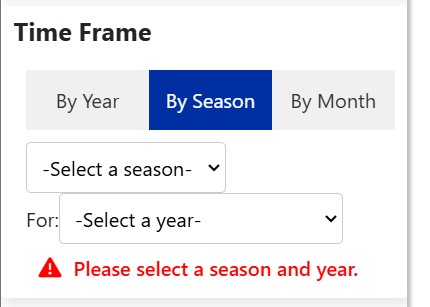 Time Frame
By Year By Season By Month
-Select a season-
For: -Select a year-
Please select a season and year.